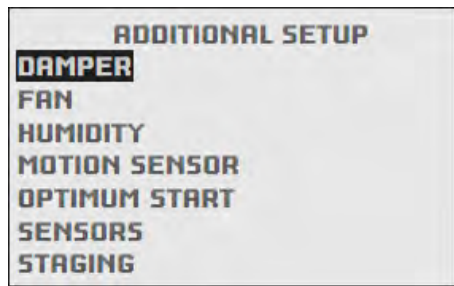 ADDITIONAL SETUP
DAMPER
FAN
HUMIDITY
MOTION SENSOR
OPTIMUM START
SENSORS
STAGING